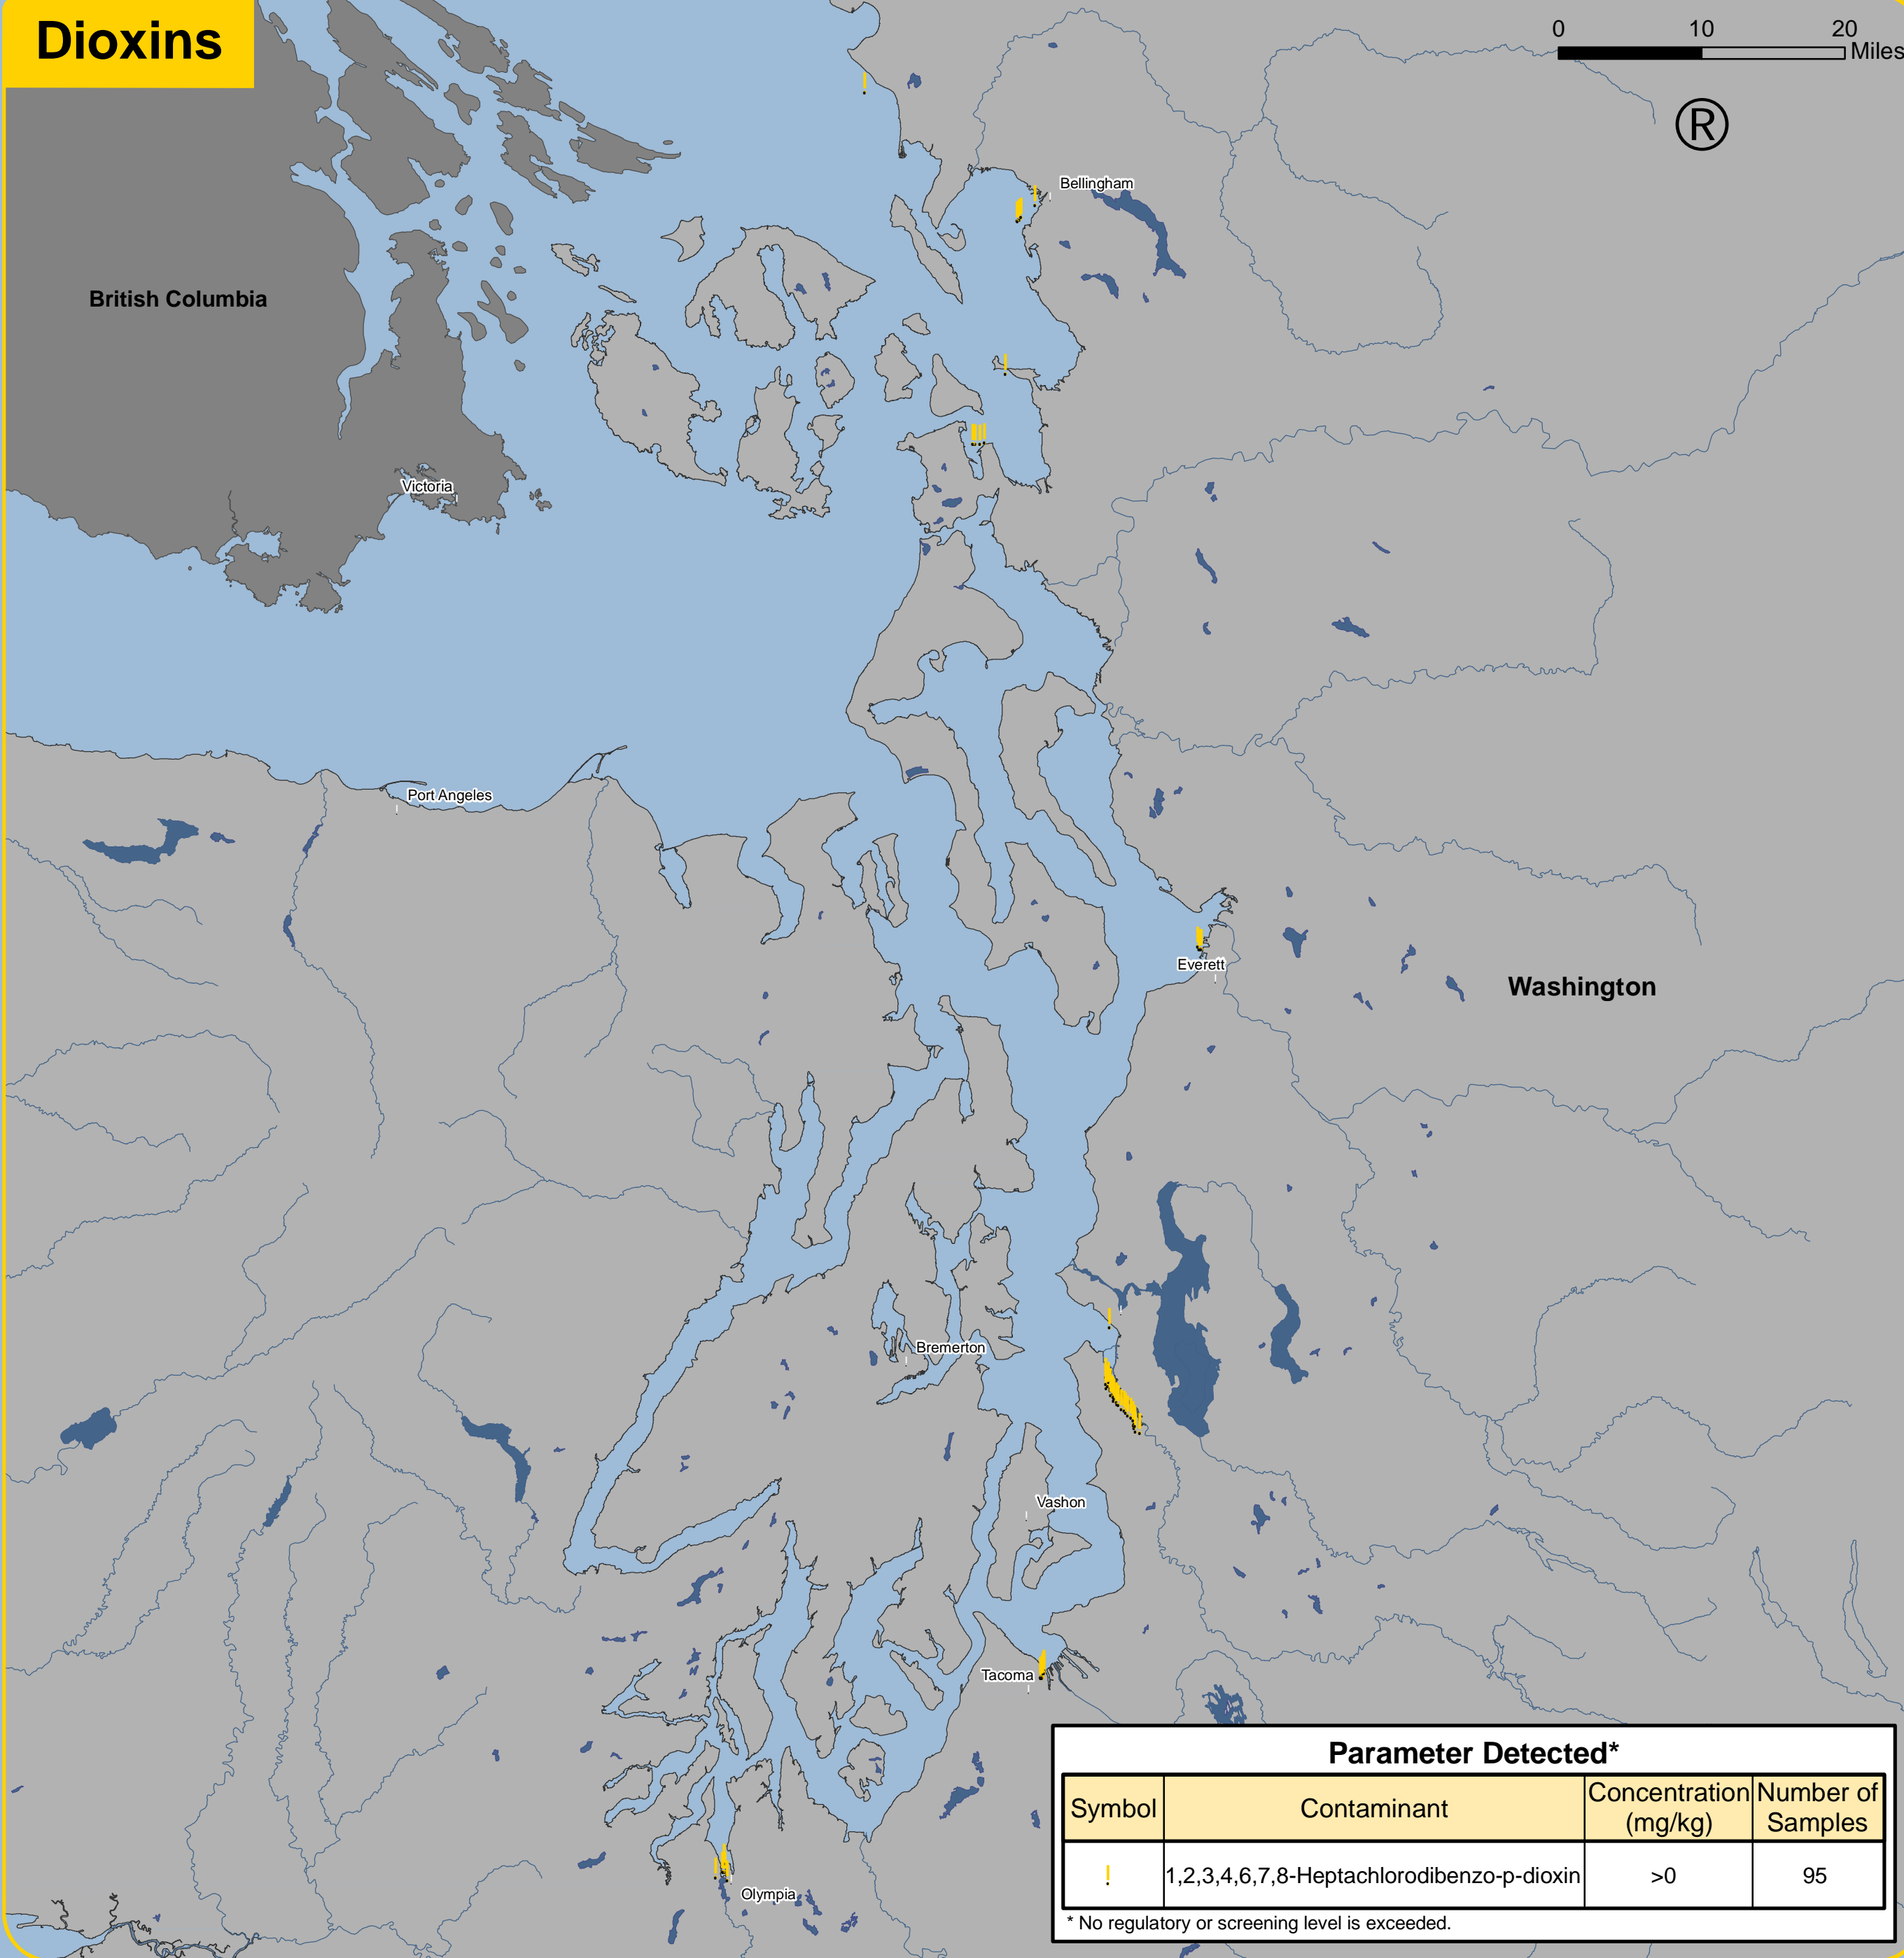 Dioxins
0 10 20
Miles
®
Bellingham
British Columbia
Victoria
Port Angeles
Everett
Washington
Bremerton
Vashon
Tacoma
Olympia
Parameter Detected*
Symbol Contaminant Concentration (mg/kg) Number of Samples
! 1,2,3,4,6,7,8-Heptachlorodibenzo-p-dioxin >0 95
* No regulatory or screening level is exceeded.